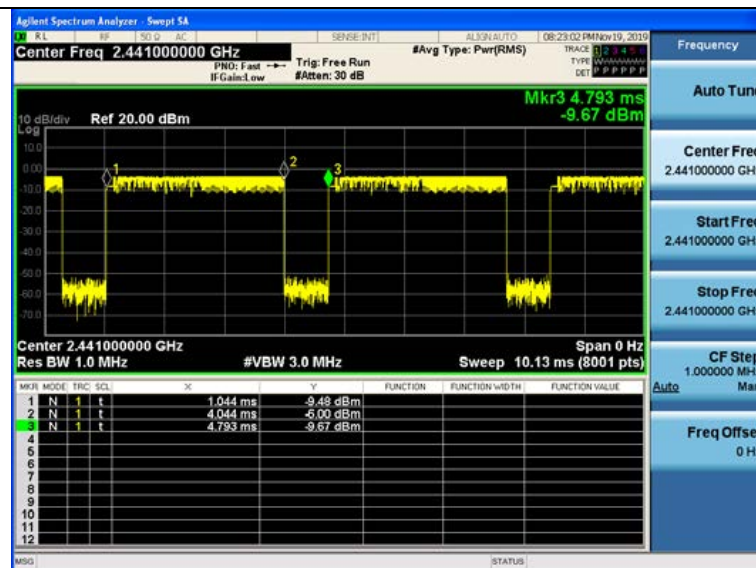 Agilent Spectrum Analyzer - Swept SA
RL RF 50 Ω AC SENSE:INT ALIGN AUTO 08:23:02 PM Nov 19, 2019
Center Freq 2.441000000 GHz #Avg Type: Pwr(RMS) TRACE 1 2 3 4 5 6
PNO: Fast Trig: Free Run TYPE
IFGain:Low #Atten: 30 dB DET P P P P P P
Mkr3 4.793 ms
10 dB/div Ref 20.00 dBm -9.67 dBm
Log
10.0
0.00
-10.0
-20.0
-30.0
-40.0
-50.0
-60.0
-70.0
1
2
3
Center 2.441000000 GHz Span 0 Hz
Res BW 1.0 MHz #VBW 3.0 MHz Sweep 10.13 ms (8001 pts)
MKR MODE TRC SCL X Y FUNCTION FUNCTION WIDTH FUNCTION VALUE
1 N 1 t 1.044 ms -9.48 dBm
2 N 1 t 4.044 ms
3 N 1 t 4.793 ms -9.67 dBm
4
5
6
7
8
9
10
11
12
MSG STATUS
Frequency
Auto Tune
Center Freq
2.441000000 GH
Start Freq
2.441000000 GH
Stop Freq
2.441000000 GH
CF Step
1.000000 MH
Auto Ma
Freq Offse
0 H